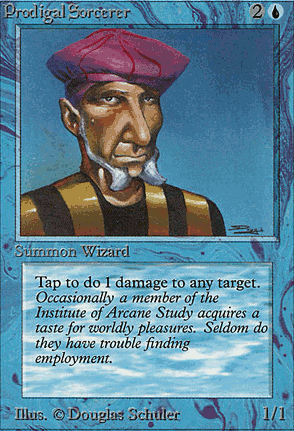 Prodigal Sorcerer 2
Summon Wizard
Tap to do 1 damage to any target.
Occasionally a member of the
Institute of Arcane Study acquires a
taste for worldly pleasures. Seldom do
they have trouble finding
employment.
Illus. © Douglas Schuler 1/1